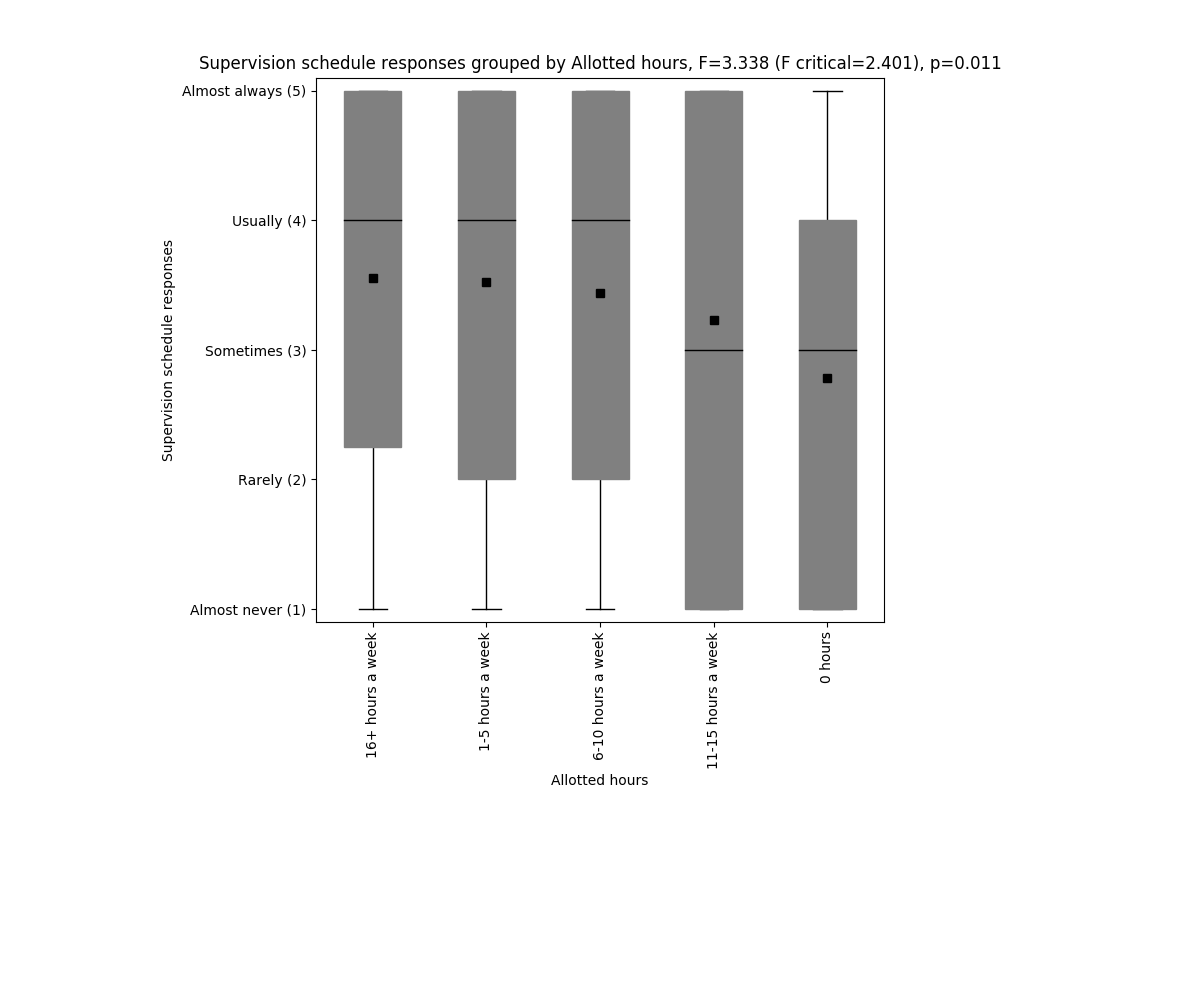 Supervision schedule responses grouped by Allotted hours, F=3.338 (F critical=2.401), p=0.011
Almost always (5)
Usually (4)
Sometimes (3)
Rarely (2)
Almost never (1)
Supervision schedule responses
16+ hours a week
1-5 hours a week
6-10 hours a week
11-15 hours a week
0 hours
Allotted hours